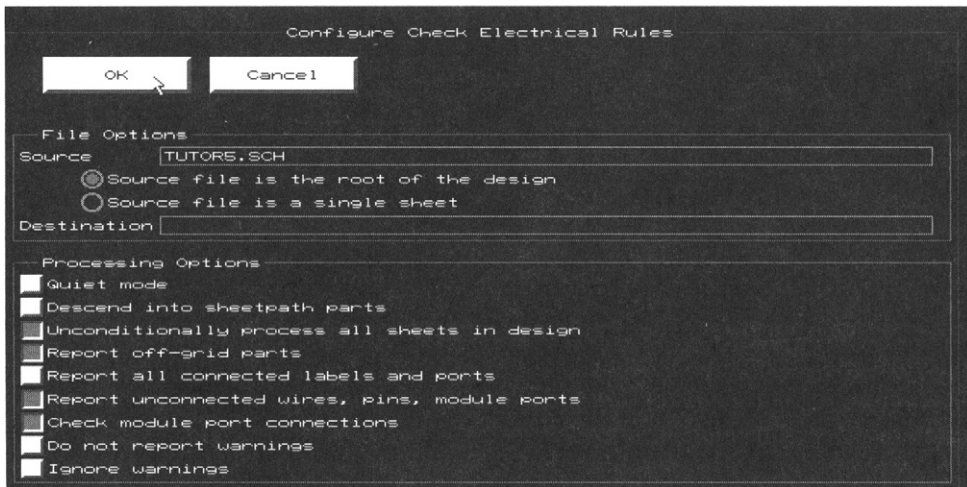 Configure Check Electrical Rules
OK
Cancel
File Options
Source TUTOR5.SCH
Source file is the root of the design
Source file is a single sheet
Destination
Processing Options
Quiet mode
Descend into sheetpath parts
Unconditionally process all sheets in design
Report off-grid parts
Report all connected labels and ports
Report unconnected wires, pins, module ports
Check module port connections
Do not report warnings
Ignore warnings